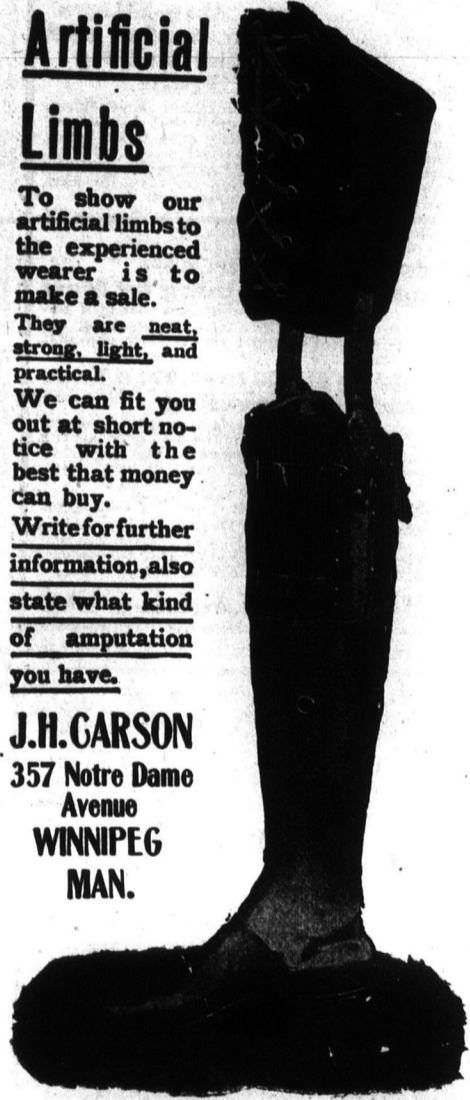 Artificial
Limbs
To show our
artificial limbs to
the experienced
wearer is to
make a sale.
They are neat,
strong, light, and
practical.
We can fit you
out at short no-
tice with the
best that money
can buy.
Write for further
information, also
state what kind
of amputation
you have.
J.H. CARSON
357 Notre Dame
Avenue
WINNIPEG
MAN.